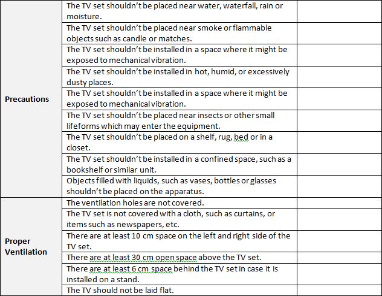 The TV set shouldn't be placed near water, waterfall, rain or
moisture.
The TV set shouldn't be placed near smoke or flammable
objects such as candle or matches.
The TV set shouldn't be installed in a space where it might be
exposed to mechanical vibration.
The TV set shouldn't be installed in hot, humid, or excessively
dusty places.
Precautions
The TV set shouldn't be installed in a space where it might be
exposed to mechanical vibration.
The TV set shouldn't be placed near insects or other small
lifeforms which may enter the equipment.
The TV set shouldn't be placed on a shelf, rug, bed or in a
closet.
The TV set shouldn't be installed in a confined space, such as a
bookshelf or similar unit.
Objects filled with liquids, such as vases, bottles or glasses
shouldn't be placed on the apparatus.
The ventilation holes are not covered.
The TV set is not covered with a cloth, such as curtains, or
items such as newspapers, etc.
Proper
Ventilation
There are at least 10 cm space on the left and right side of the
TV set.
There are at least 30 cm open space above the TV set.
There are at least 6 cm space behind the TV set in case it is
installed on a stand.
The TV should not be laid flat.